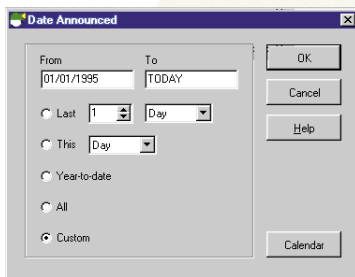 Date Announced
From To
01/01/1995 TODAY
OK
Last 1 Day
Cancel
This Day
Help
Year-to-date
All
Custom
Calendar